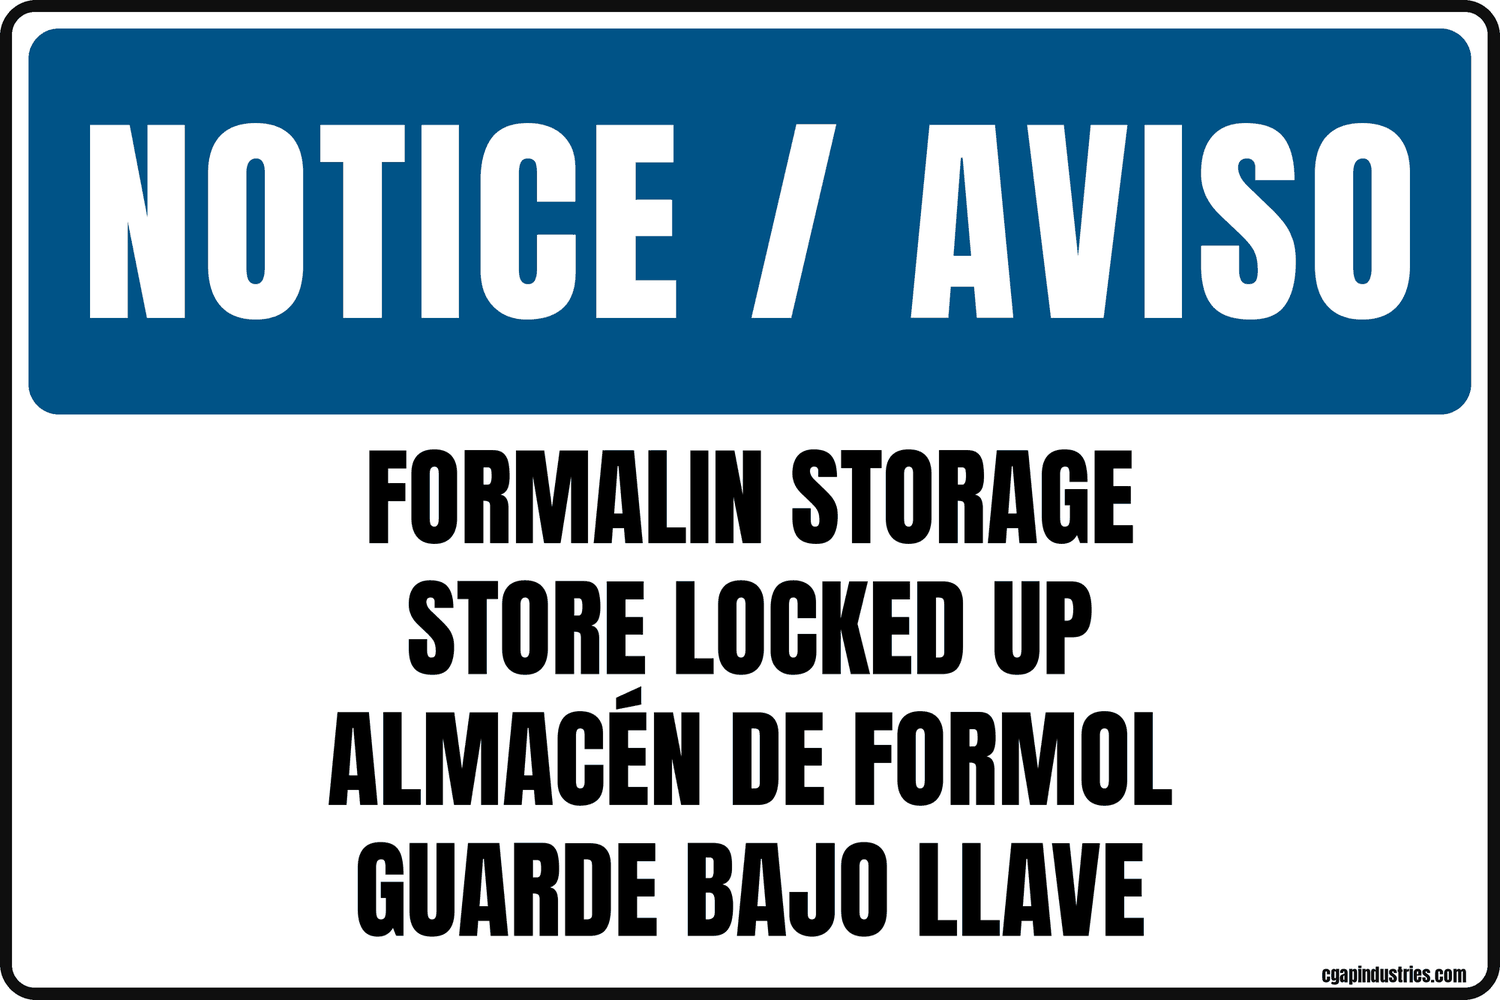 NOTICE / AVISO
FORMALIN STORAGE
STORE LOCKED UP
ALMACÉN DE FORMOL
GUARDE BAJO LLAVE
cgapindustries.com